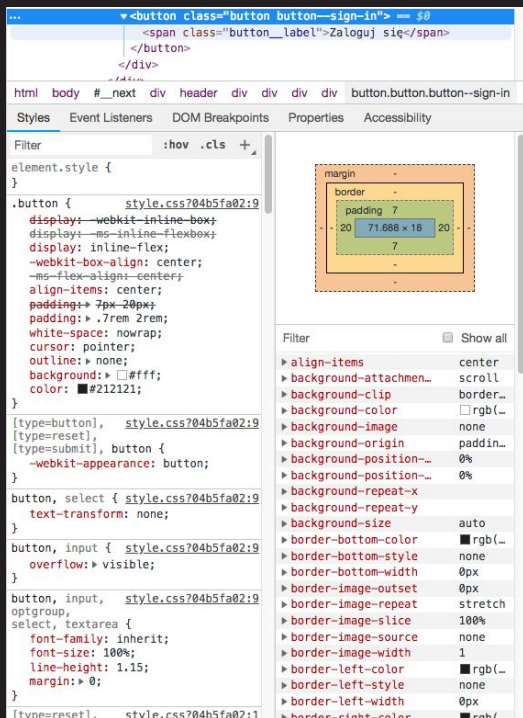 ... ▼<button class="button button--sign-in"> == $0
<span class="button__label">Zaloguj się</span>
</button>
</div>
</div>
html body #__next div header div div div div button.button.button--sign-in
Styles Event Listeners DOM Breakpoints Properties Accessibility
Filter :hov .cls +
element.style {
}
.button { style.css?04b5fa02:9
display: -webkit-inline-box;
display: -ms-inline-flexbox;
display: inline-flex;
-webkit-box-align: center;
-ms-flex-align: center;
align-items: center;
padding:▶ 7px 20px;
padding:▶ .7rem 2rem;
white-space: nowrap;
cursor: pointer;
outline:▶ none;
background:▶ #fff;
color: #212121;
}
[type=button], style.css?04b5fa02:9
[type=reset],
[type=submit], button {
-webkit-appearance: button;
}
button, select { style.css?04b5fa02:9
text-transform: none;
}
button, input { style.css?04b5fa02:9
overflow:▶ visible;
}
button, input, style.css?04b5fa02:9
optgroup,
select, textarea {
font-family: inherit;
font-size: 100%;
line-height: 1.15;
margin:▶ 0;
}
[type=reset], style.css?04b5fa02:1
margin -
border -
padding 7
- - 20 71.688 × 18 20 - -
7
-
-
Filter Show all
▶ align-items center
▶ background-attachmen… scroll
▶ background-clip border…
▶ background-color rgb(…
▶ background-image none
▶ background-origin paddin…
▶ background-position-… 0%
▶ background-position-… 0%
▶ background-repeat-x
▶ background-repeat-y
▶ background-size auto
▶ border-bottom-color rgb(…
▶ border-bottom-style none
▶ border-bottom-width 0px
▶ border-image-outset 0px
▶ border-image-repeat stretch
▶ border-image-slice 100%
▶ border-image-source none
▶ border-image-width 1
▶ border-left-color rgb(…
▶ border-left-style none
▶ border-left-width 0px
▶ border-right-color rgb(…